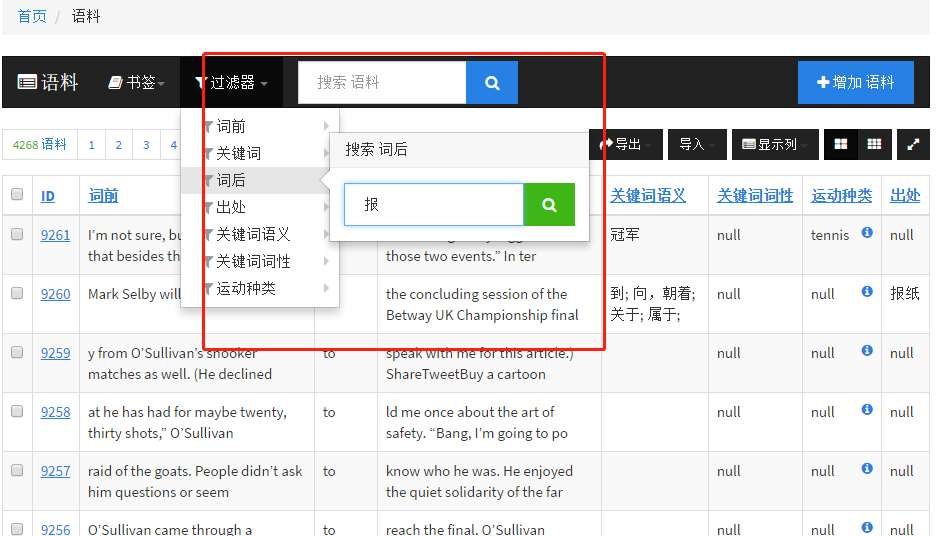 首页 / 语料
语料 书签 过滤器 搜索 语料 增加 语料
4268 语料 1 2 3 4 导出 导入 显示列
词前
关键词
词后
出处
关键词语义
关键词词性
运动种类
搜索 词后
报
ID 词前 关键词语义 关键词词性 运动种类 出处
9261 I'm not sure, bu 冠军 null tennis null
that besides th those two events.” In ter
9260 Mark Selby will the concluding session of the 到; 向，朝着; null null 报纸
Betway UK Championship final 关于; 属于;
9259 y from O'Sullivan's snooker to speak with me for this article.) null null null
matches as well. (He declined ShareTweetBuy a cartoon
9258 at he has had for maybe twenty, to ld me once about the art of null null null
thirty shots,” O'Sullivan safety. “Bang, I'm going to po
9257 raid of the goats. People didn't ask to know who he was. He enjoyed null null null
him questions or seem the quiet solidarity of the far
9256 O'Sullivan came through a to reach the final. O'Sullivan null null null